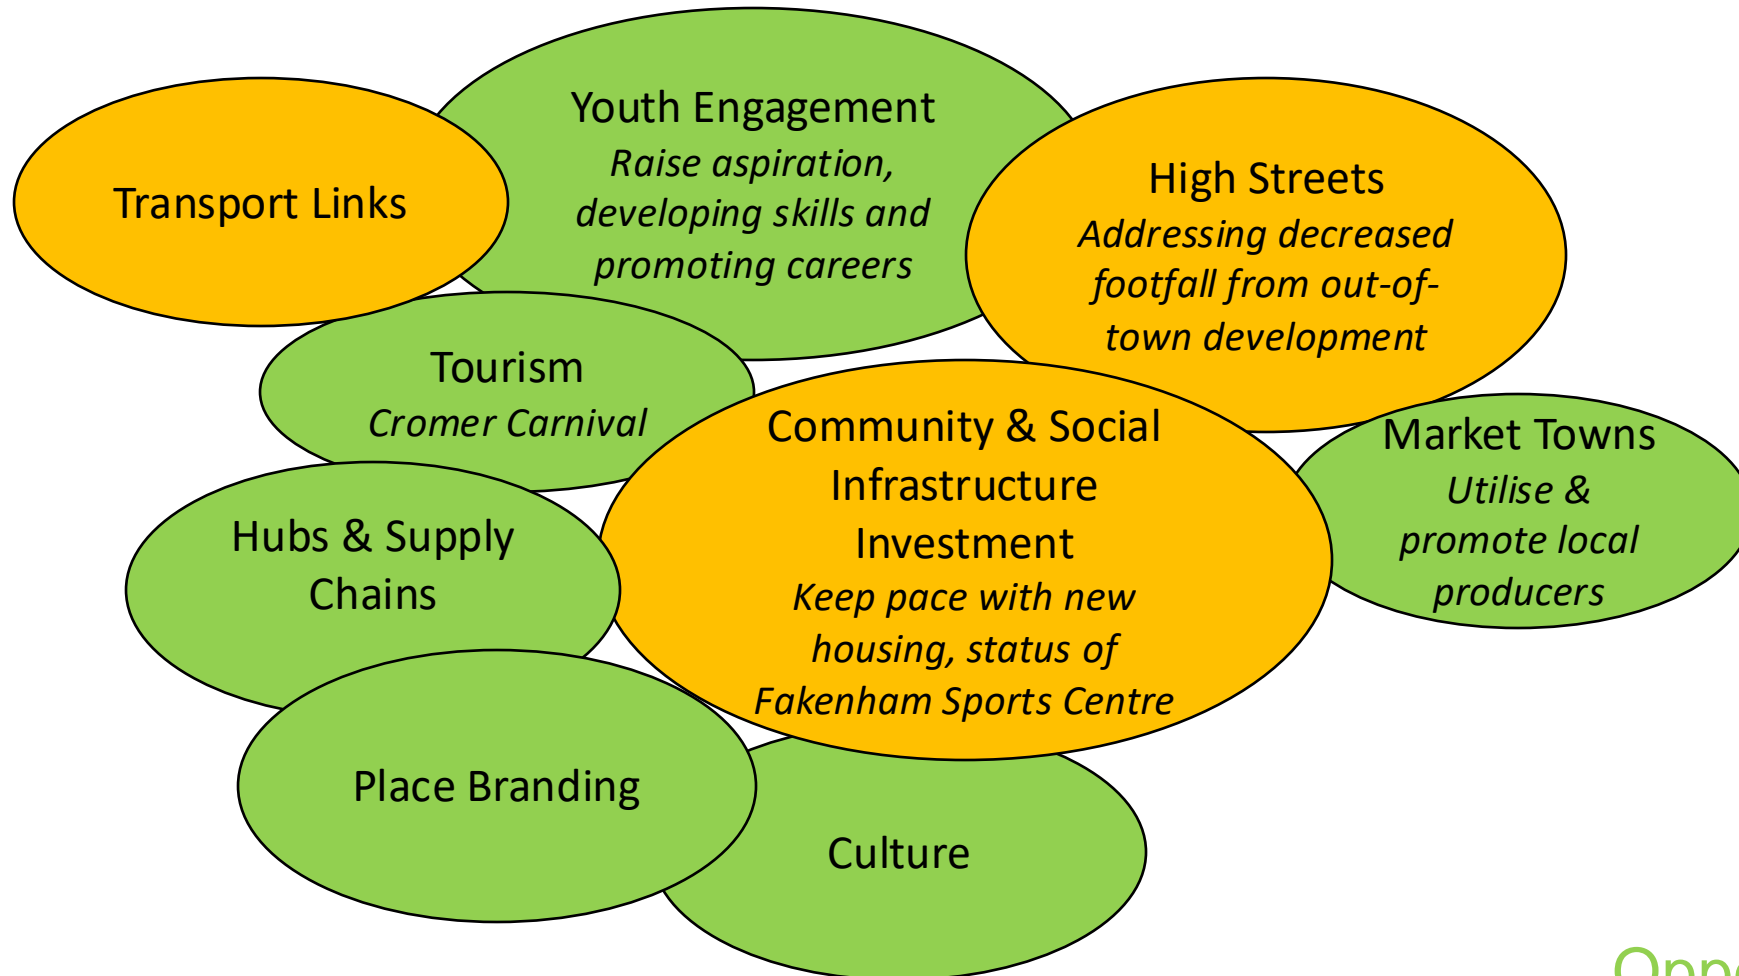 Transport Links
Youth Engagement
Raise aspiration,
developing skills and
promoting careers
High Streets
Addressing decreased
footfall from out-of-
town development
Tourism
Cromer Carnival
Community & Social
Infrastructure
Investment
Keep pace with new
housing, status of
Fakenham Sports Centre
Market Towns
Utilise &
promote local
producers
Hubs & Supply
Chains
Place Branding
Culture